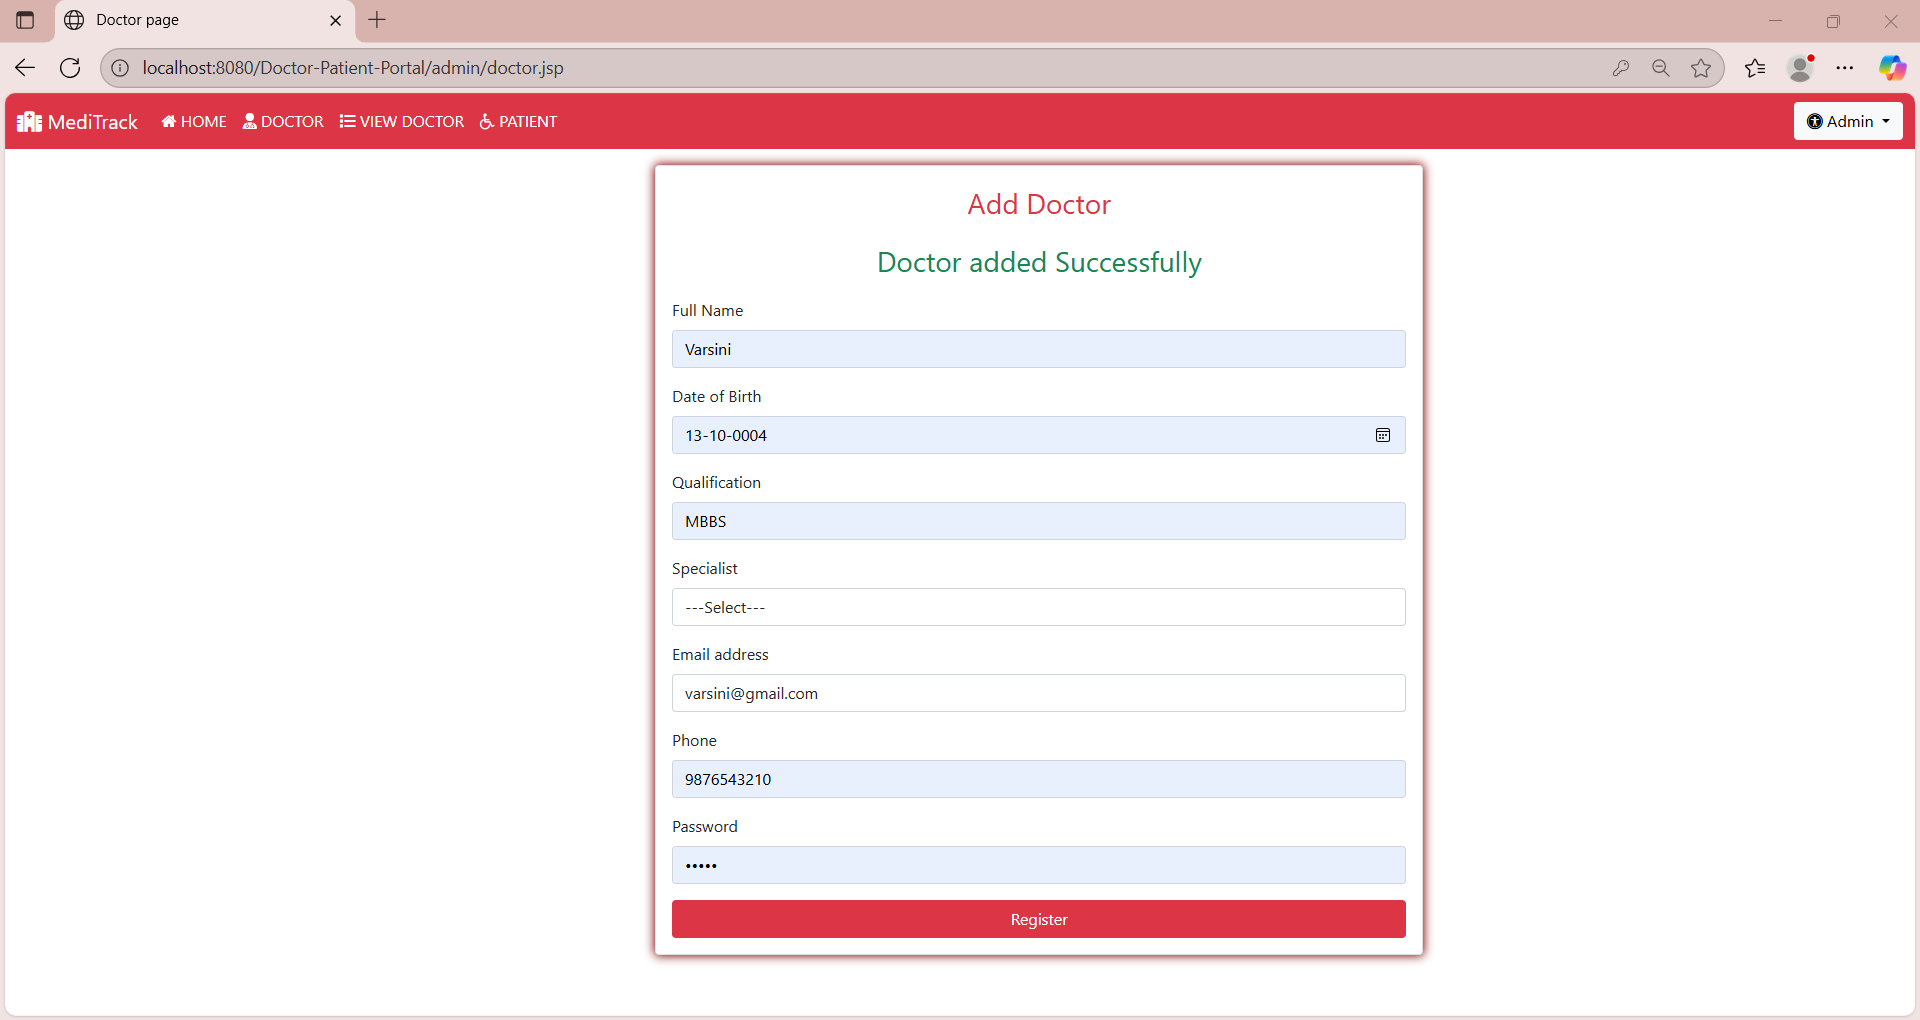 Doctor page
localhost:8080/Doctor-Patient-Portal/admin/doctor.jsp
MediTrack HOME DOCTOR VIEW DOCTOR PATIENT Admin
Add Doctor
Doctor added Successfully
Full Name
Varsini
Date of Birth
13-10-0004
Qualification
MBBS
Specialist
---Select---
Email address
varsini@gmail.com
Phone
9876543210
Password
•••••
Register